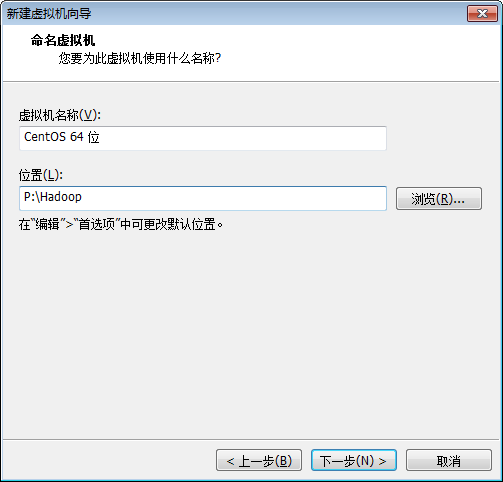 新建虚拟机向导
命名虚拟机
您要为此虚拟机使用什么名称?
虚拟机名称(V):
CentOS 64 位
位置(L):
P:\Hadoop
浏览(R)...
在“编辑”>“首选项”中可更改默认位置。
< 上一步(B)
下一步(N) >
取消